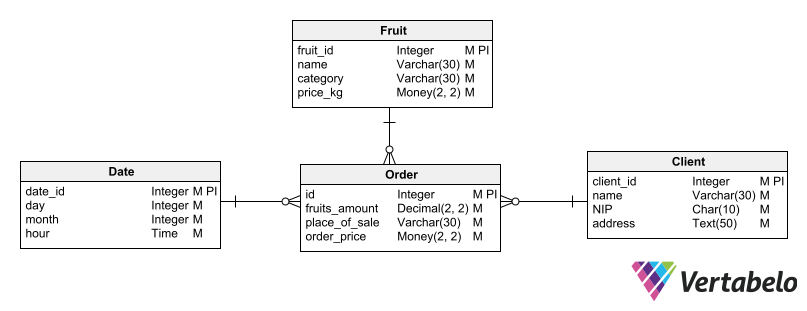 Fruit
fruit_id Integer M PI
name Varchar(30) M
category Varchar(30) M
price_kg Money(2, 2) M
Date
date_id Integer M PI
day Integer M
month Integer M
hour Time M
Order
id Integer M PI
fruits_amount Decimal(2, 2) M
place_of_sale Varchar(30) M
order_price Money(2, 2) M
Client
client_id Integer M PI
name Varchar(30) M
NIP Char(10) M
address Text(50) M
Vertabelo